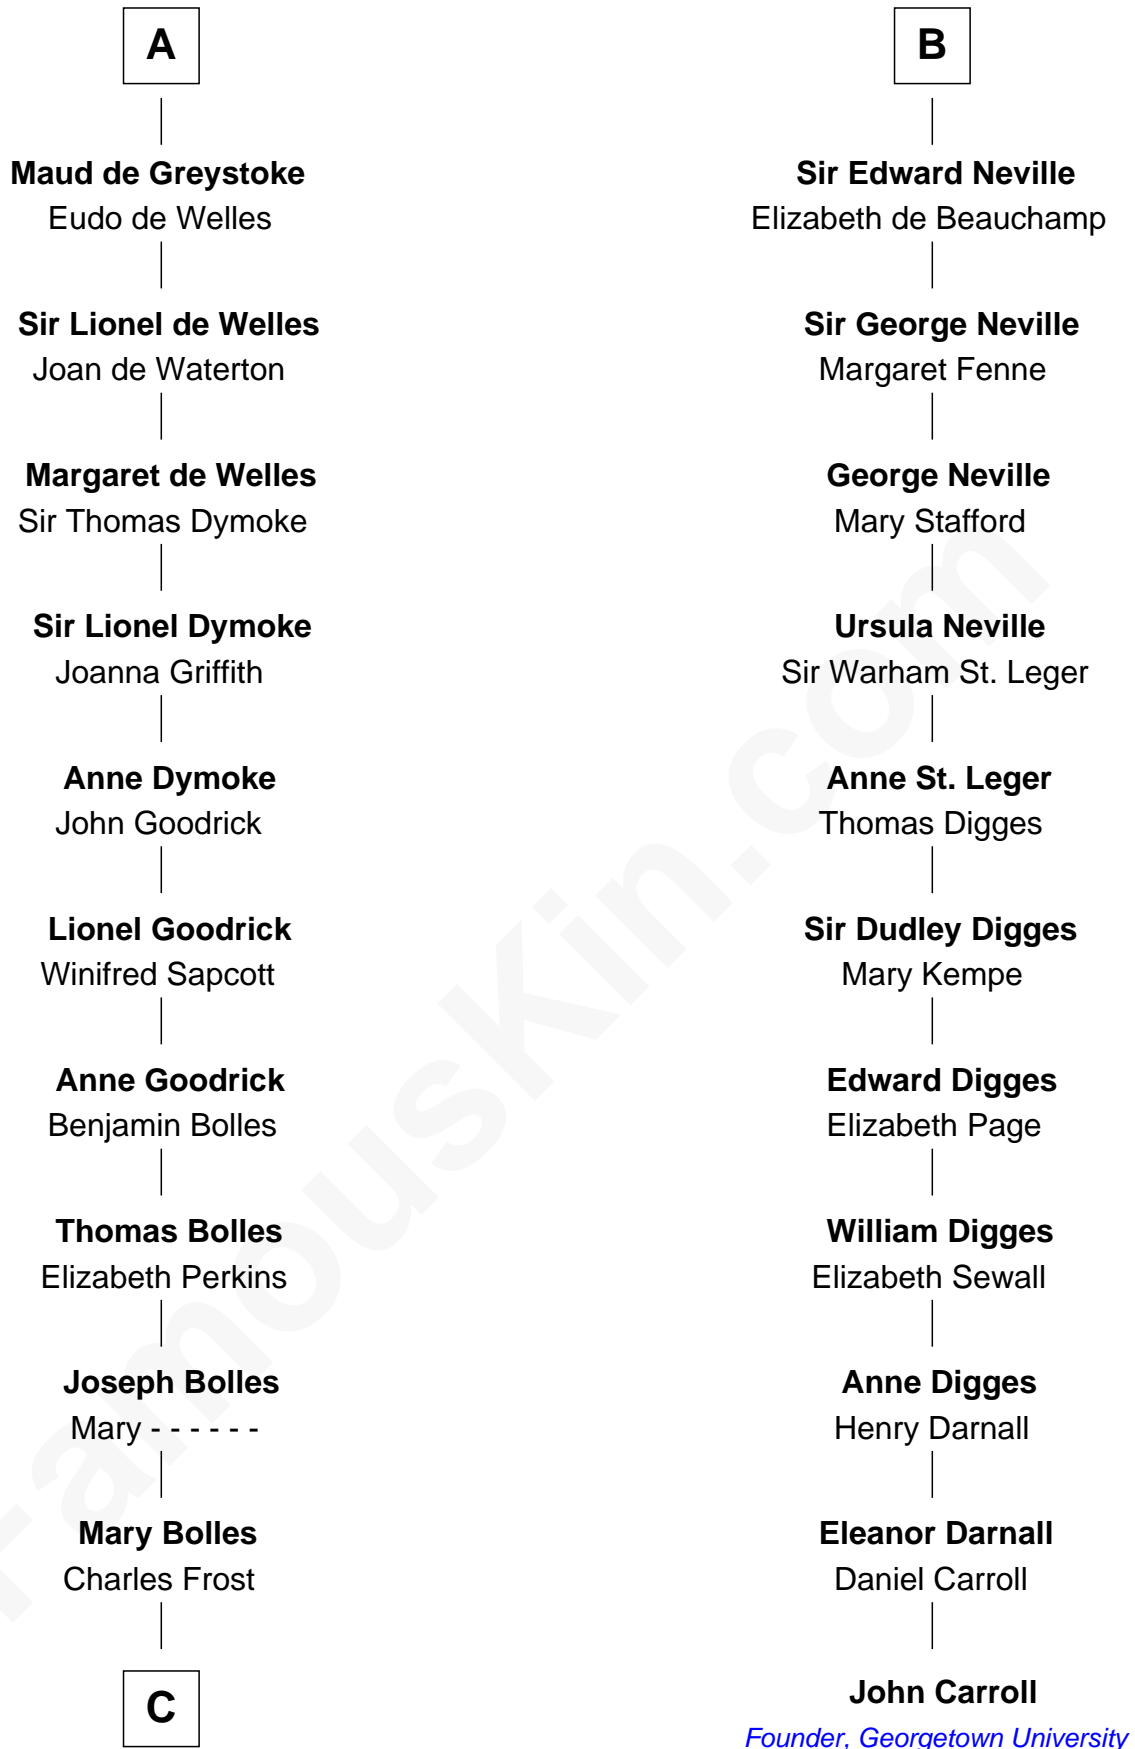 A
Maud de Greystoke
Eudo de Welles
Sir Lionel de Welles
Joan de Waterton
Margaret de Welles
Sir Thomas Dymoke
Sir Lionel Dymoke
Joanna Griffith
Anne Dymoke
John Goodrick
Lionel Goodrick
Winifred Sapcott
Anne Goodrick
Benjamin Bolles
Thomas Bolles
Elizabeth Perkins
Joseph Bolles
Mary - - - - - -
Mary Bolles
Charles Frost
C
B
Sir Edward Neville
Elizabeth de Beauchamp
Sir George Neville
Margaret Fenne
George Neville
Mary Stafford
Ursula Neville
Sir Warham St. Leger
Anne St. Leger
Thomas Digges
Sir Dudley Digges
Mary Kempe
Edward Digges
Elizabeth Page
William Digges
Elizabeth Sewall
Anne Digges
Henry Darnall
Eleanor Darnall
Daniel Carroll
John Carroll
Founder, Georgetown University
FamousKin.com